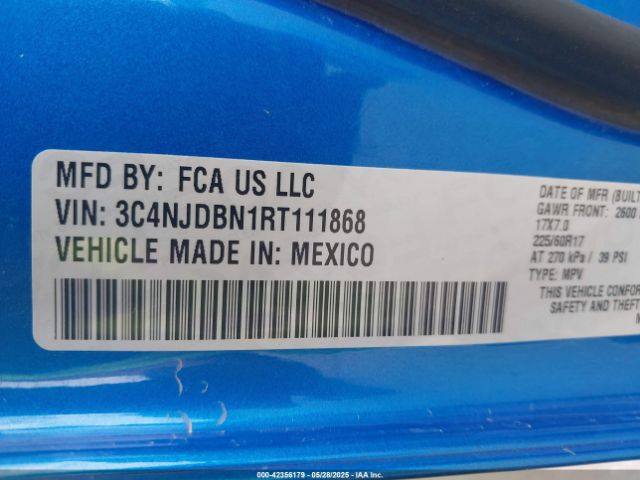 MFD BY: FCA US LLC
VIN: 3C4NJDBN1RT111868
VEHICLE MADE IN: MEXICO
DATE OF MFR (BUILT
GAWR FRONT: 2600
17X7.0
225/60R17
AT 270 kPa / 39 PSI
TYPE: MPV
THIS VEHICLE CONFOR
SAFETY AND THEFT
000-42356179 - 05/28/2025 - IAA Inc.